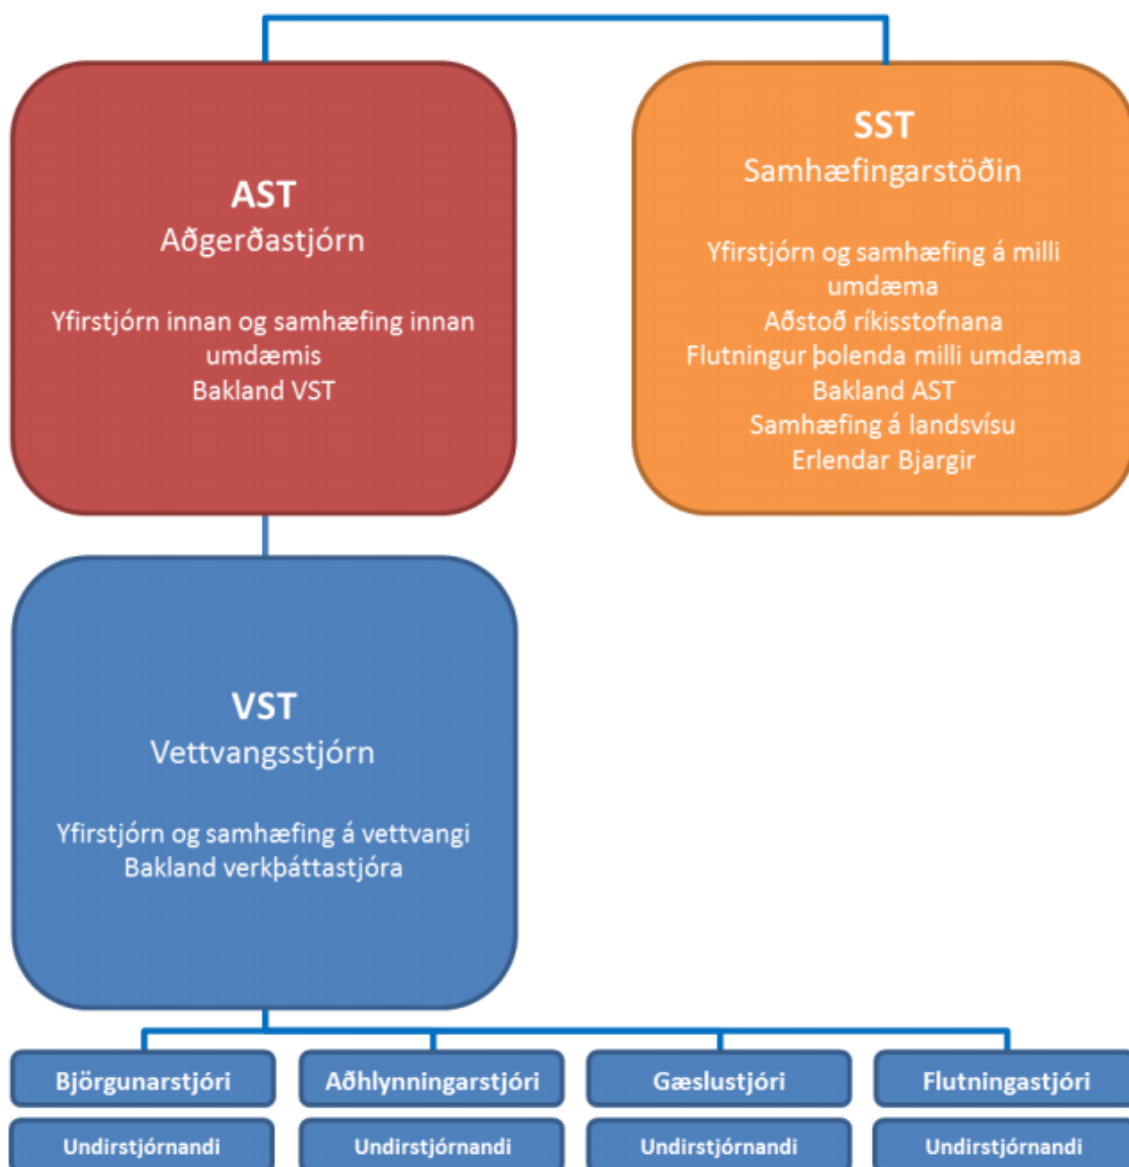 AST
Aðgerðastjórn
Yfirstjórn innan og samhæfing innan
umdæmis
Bakland VST
SST
Samhæfingarstöðin
Yfirstjórn og samhæfing á milli
umdæma
Aðstoð ríkisstofnana
Flutningur þolenda milli umdæma
Bakland AST
Samhæfing á landsvísu
Erlendar Bjargir
VST
Vettvangsstjórn
Yfirstjórn og samhæfing á vettvangi
Bakland verkþáttastjóra
Björgunarstjóri
Aðhlynningarstjóri
Gæslustjóri
Flutningastjóri
Undirstjórnandi
Undirstjórnandi
Undirstjórnandi
Undirstjórnandi